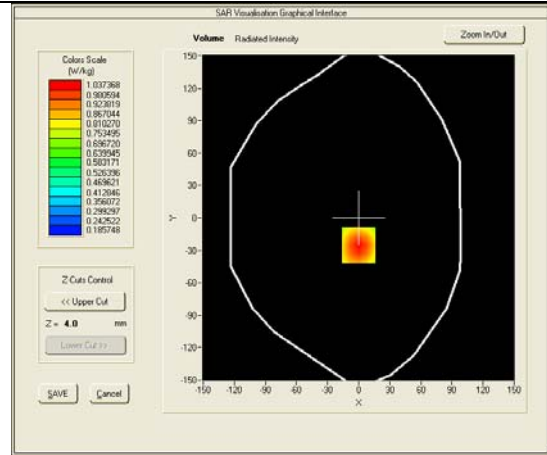 SAR Visualisation Graphical Interface
Volume Radiated Intensity
Zoom In/Out
Colors Scale
(W/kg)
1.037368
0.980594
0.923819
0.867044
0.810270
0.753495
0.696720
0.639945
0.583171
0.526396
0.469621
0.412846
0.356072
0.299297
0.242522
0.185748
Z Cuts Control
<< Upper Cut
Z = 4.0 mm
Lower Cut >>
SAVE Cancel
150
120
90
60
30
0
-30
-60
-90
-120
-150
Y
-150 -120 -90 -60 -30 0 30 60 90 120 150
X